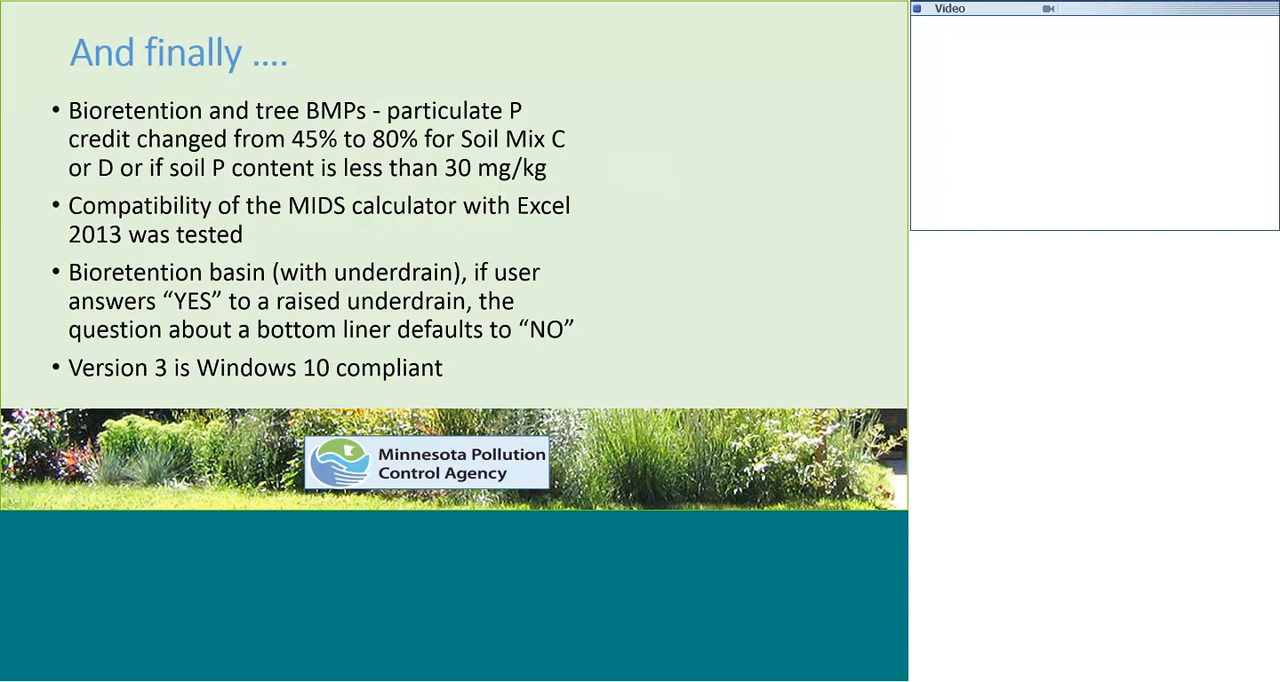 And finally ….
• Bioretention and tree BMPs - particulate P
credit changed from 45% to 80% for Soil Mix C
or D or if soil P content is less than 30 mg/kg
• Compatibility of the MIDS calculator with Excel
2013 was tested
• Bioretention basin (with underdrain), if user
answers “YES” to a raised underdrain, the
question about a bottom liner defaults to “NO”
• Version 3 is Windows 10 compliant
Minnesota Pollution
Control Agency
Video